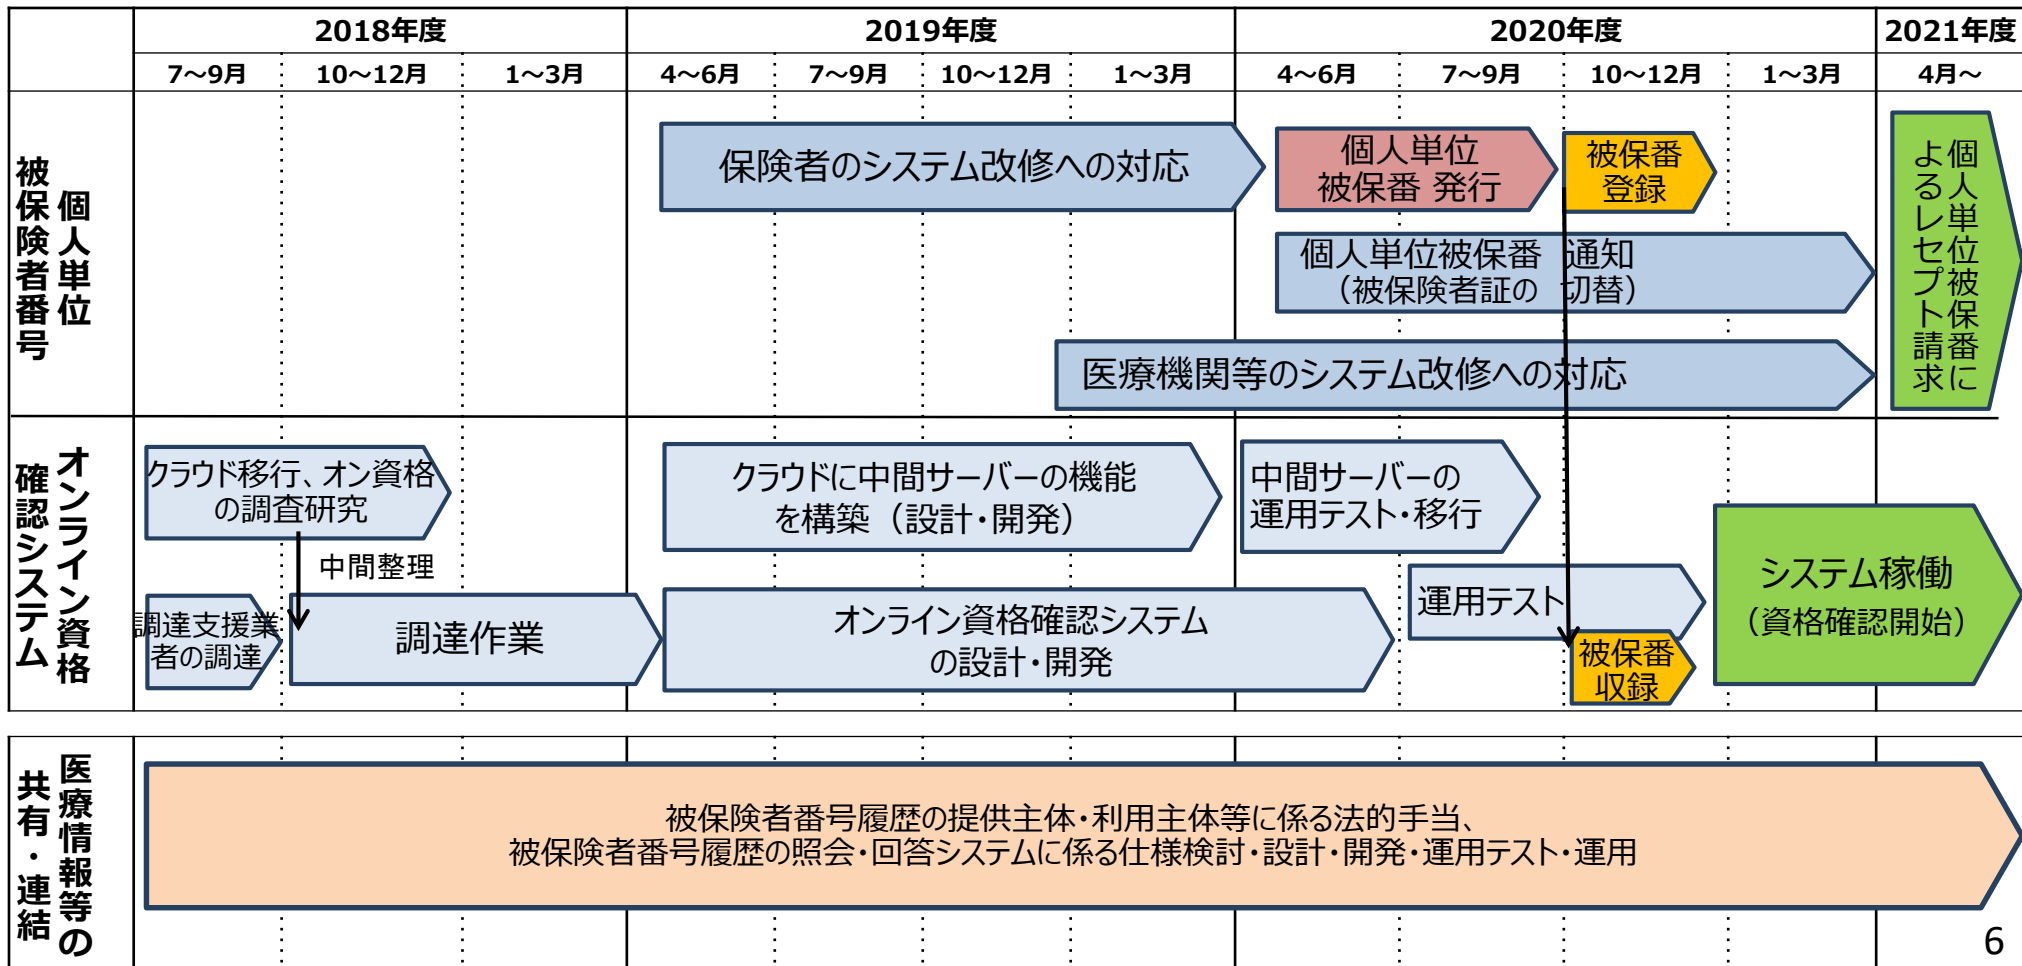 2018年度
2019年度
2020年度
2021年度
7～9月
10～12月
1～3月
4～6月
7～9月
10～12月
1～3月
4～6月
7～9月
10～12月
1～3月
4月～
個人単位
被保険者番号
保険者のシステム改修への対応
個人単位
被保番 発行
被保番
登録
個人単位被保番 通知
（被保険者証の 切替）
医療機関等のシステム改修への対応
個人単位被保番に
よるレセプト請求
オンライン資格
確認システム
クラウド移行、オン資格
の調査研究
中間整理
調達支援業
者の調達
調達作業
クラウドに中間サーバーの機能
を構築（設計・開発）
オンライン資格確認システム
の設計・開発
中間サーバーの
運用テスト・移行
運用テスト
被保番
収録
システム稼働
（資格確認開始）
医療情報等の
共有・連結
被保険者番号履歴の提供主体・利用主体等に係る法的手当、
被保険者番号履歴の照会・回答システムに係る仕様検討・設計・開発・運用テスト・運用
6